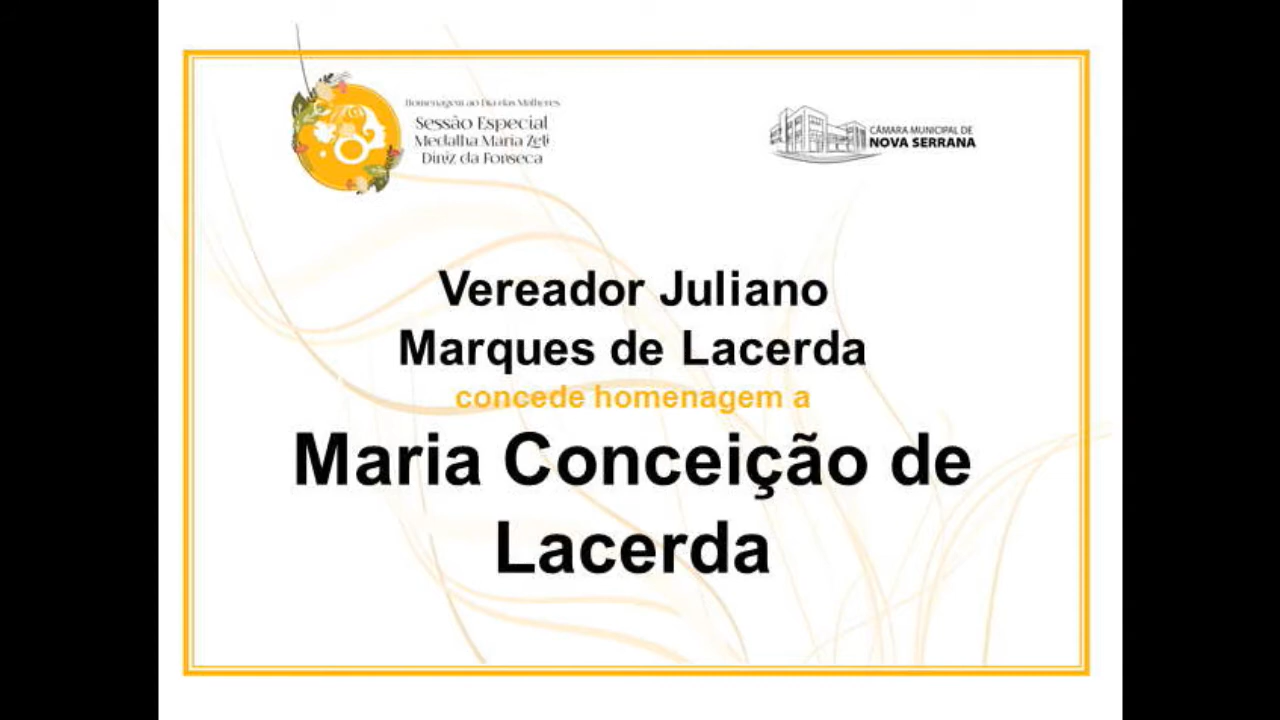 Homenagem ao Dia das Mulheres
Sessão Especial
Medalha Maria Zeli
Diniz da Fonseca
CÂMARA MUNICIPAL DE
NOVA SERRANA
Vereador Juliano
Marques de Lacerda
concede homenagem a
Maria Conceição de
Lacerda